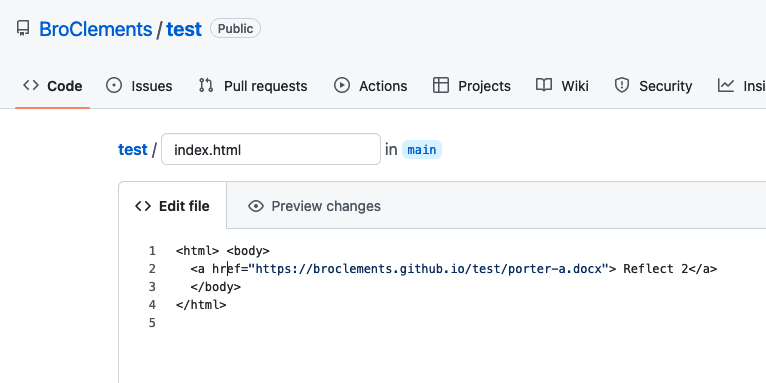 BroClements / test Public
Code Issues Pull requests Actions Projects Wiki Security Insi
test / index.html in main
Edit file Preview changes
1 <html> <body>
2 <a href="https://broclements.github.io/test/porter-a.docx"> Reflect 2</a>
3 </body>
4 </html>
5